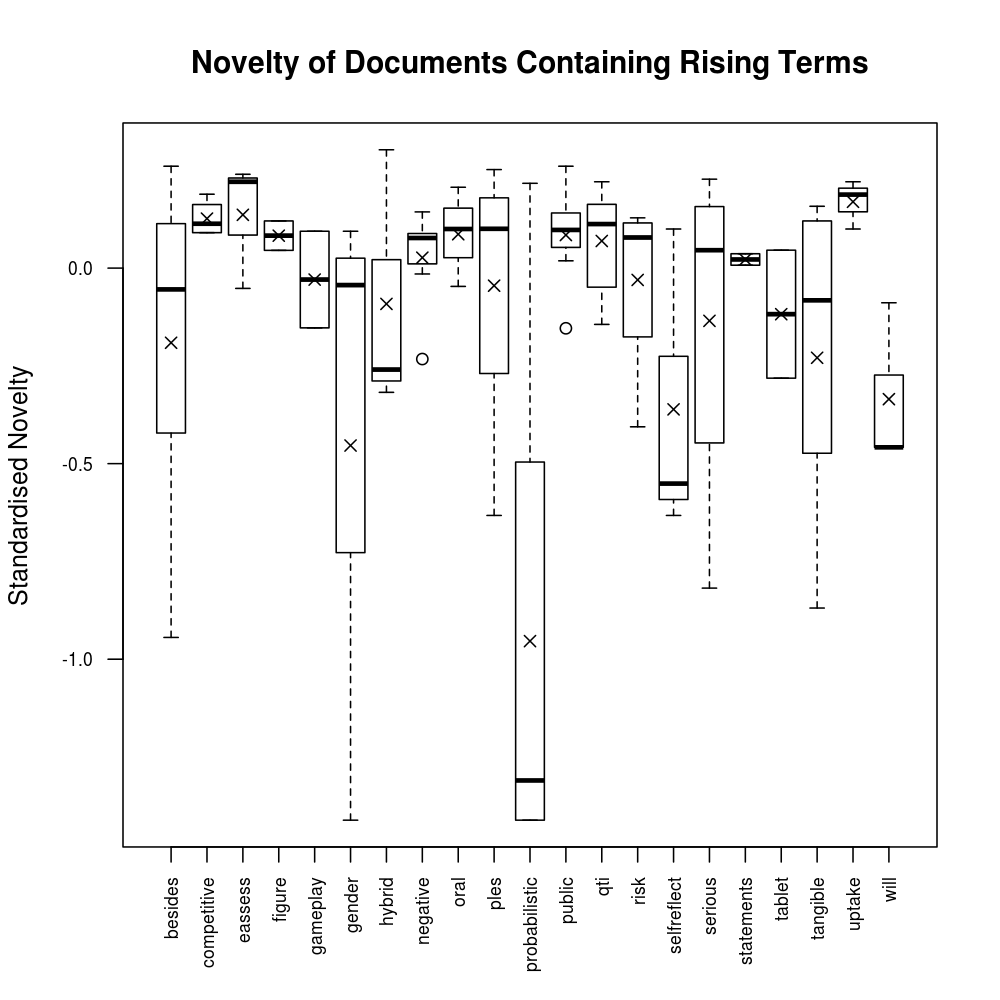 Novelty of Documents Containing Rising Terms
Standardised Novelty
0.0
-0.5
-1.0
besides
competitive
eassess
figure
gameplay
gender
hybrid
negative
oral
ples
probabilistic
public
qti
risk
selfreflect
serious
statements
tablet
tangible
uptake
will